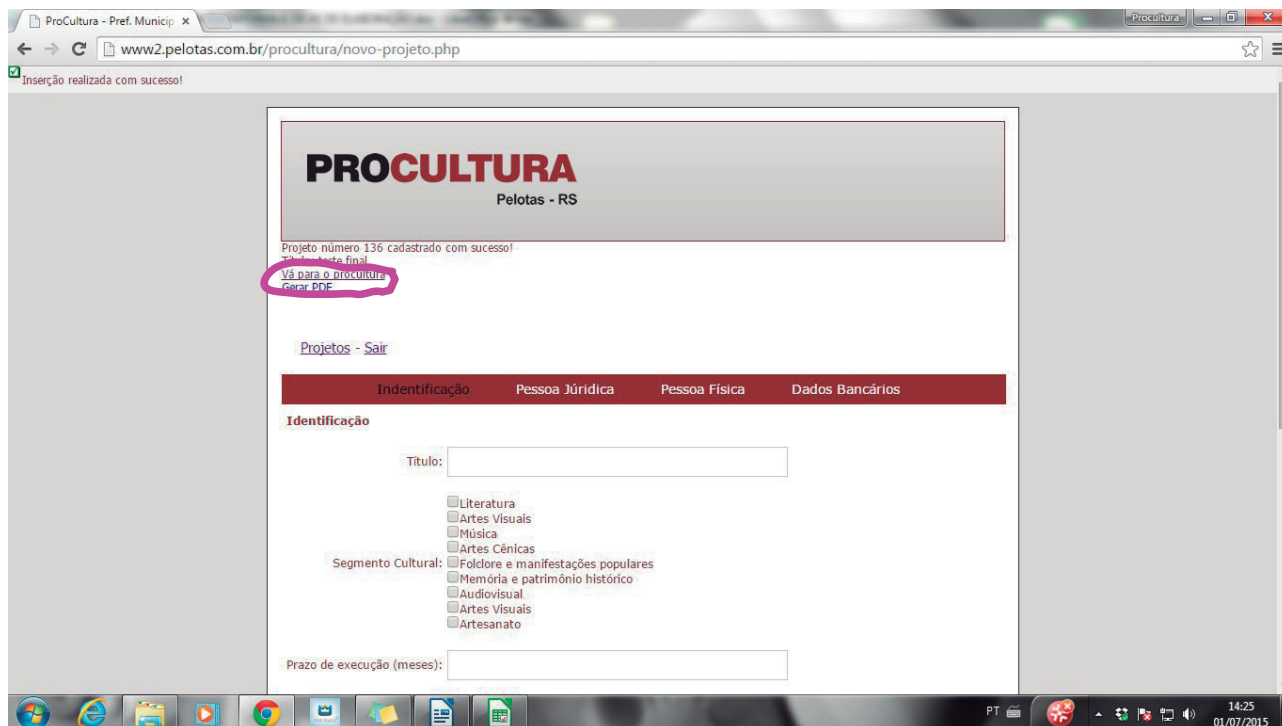 ProCultura - Pref. Municip
Procultura
www2.pelotas.com.br/procultura/novo-projeto.php
Inserção realizada com sucesso!
PROCULTURA
Pelotas - RS
Projeto número 136 cadastrado com sucesso!
Título: teste final
Vá para o procultura
Gerar PDF
Projetos - Sair
Indentificação Pessoa Júridica Pessoa Física Dados Bancários
Identificação
Título:
Segmento Cultural:
Literatura
Artes Visuais
Música
Artes Cênicas
Folclore e manifestações populares
Memória e patrimônio histórico
Audiovisual
Artes Visuais
Artesanato
Prazo de execução (meses):
PT
14:25
01/07/2015